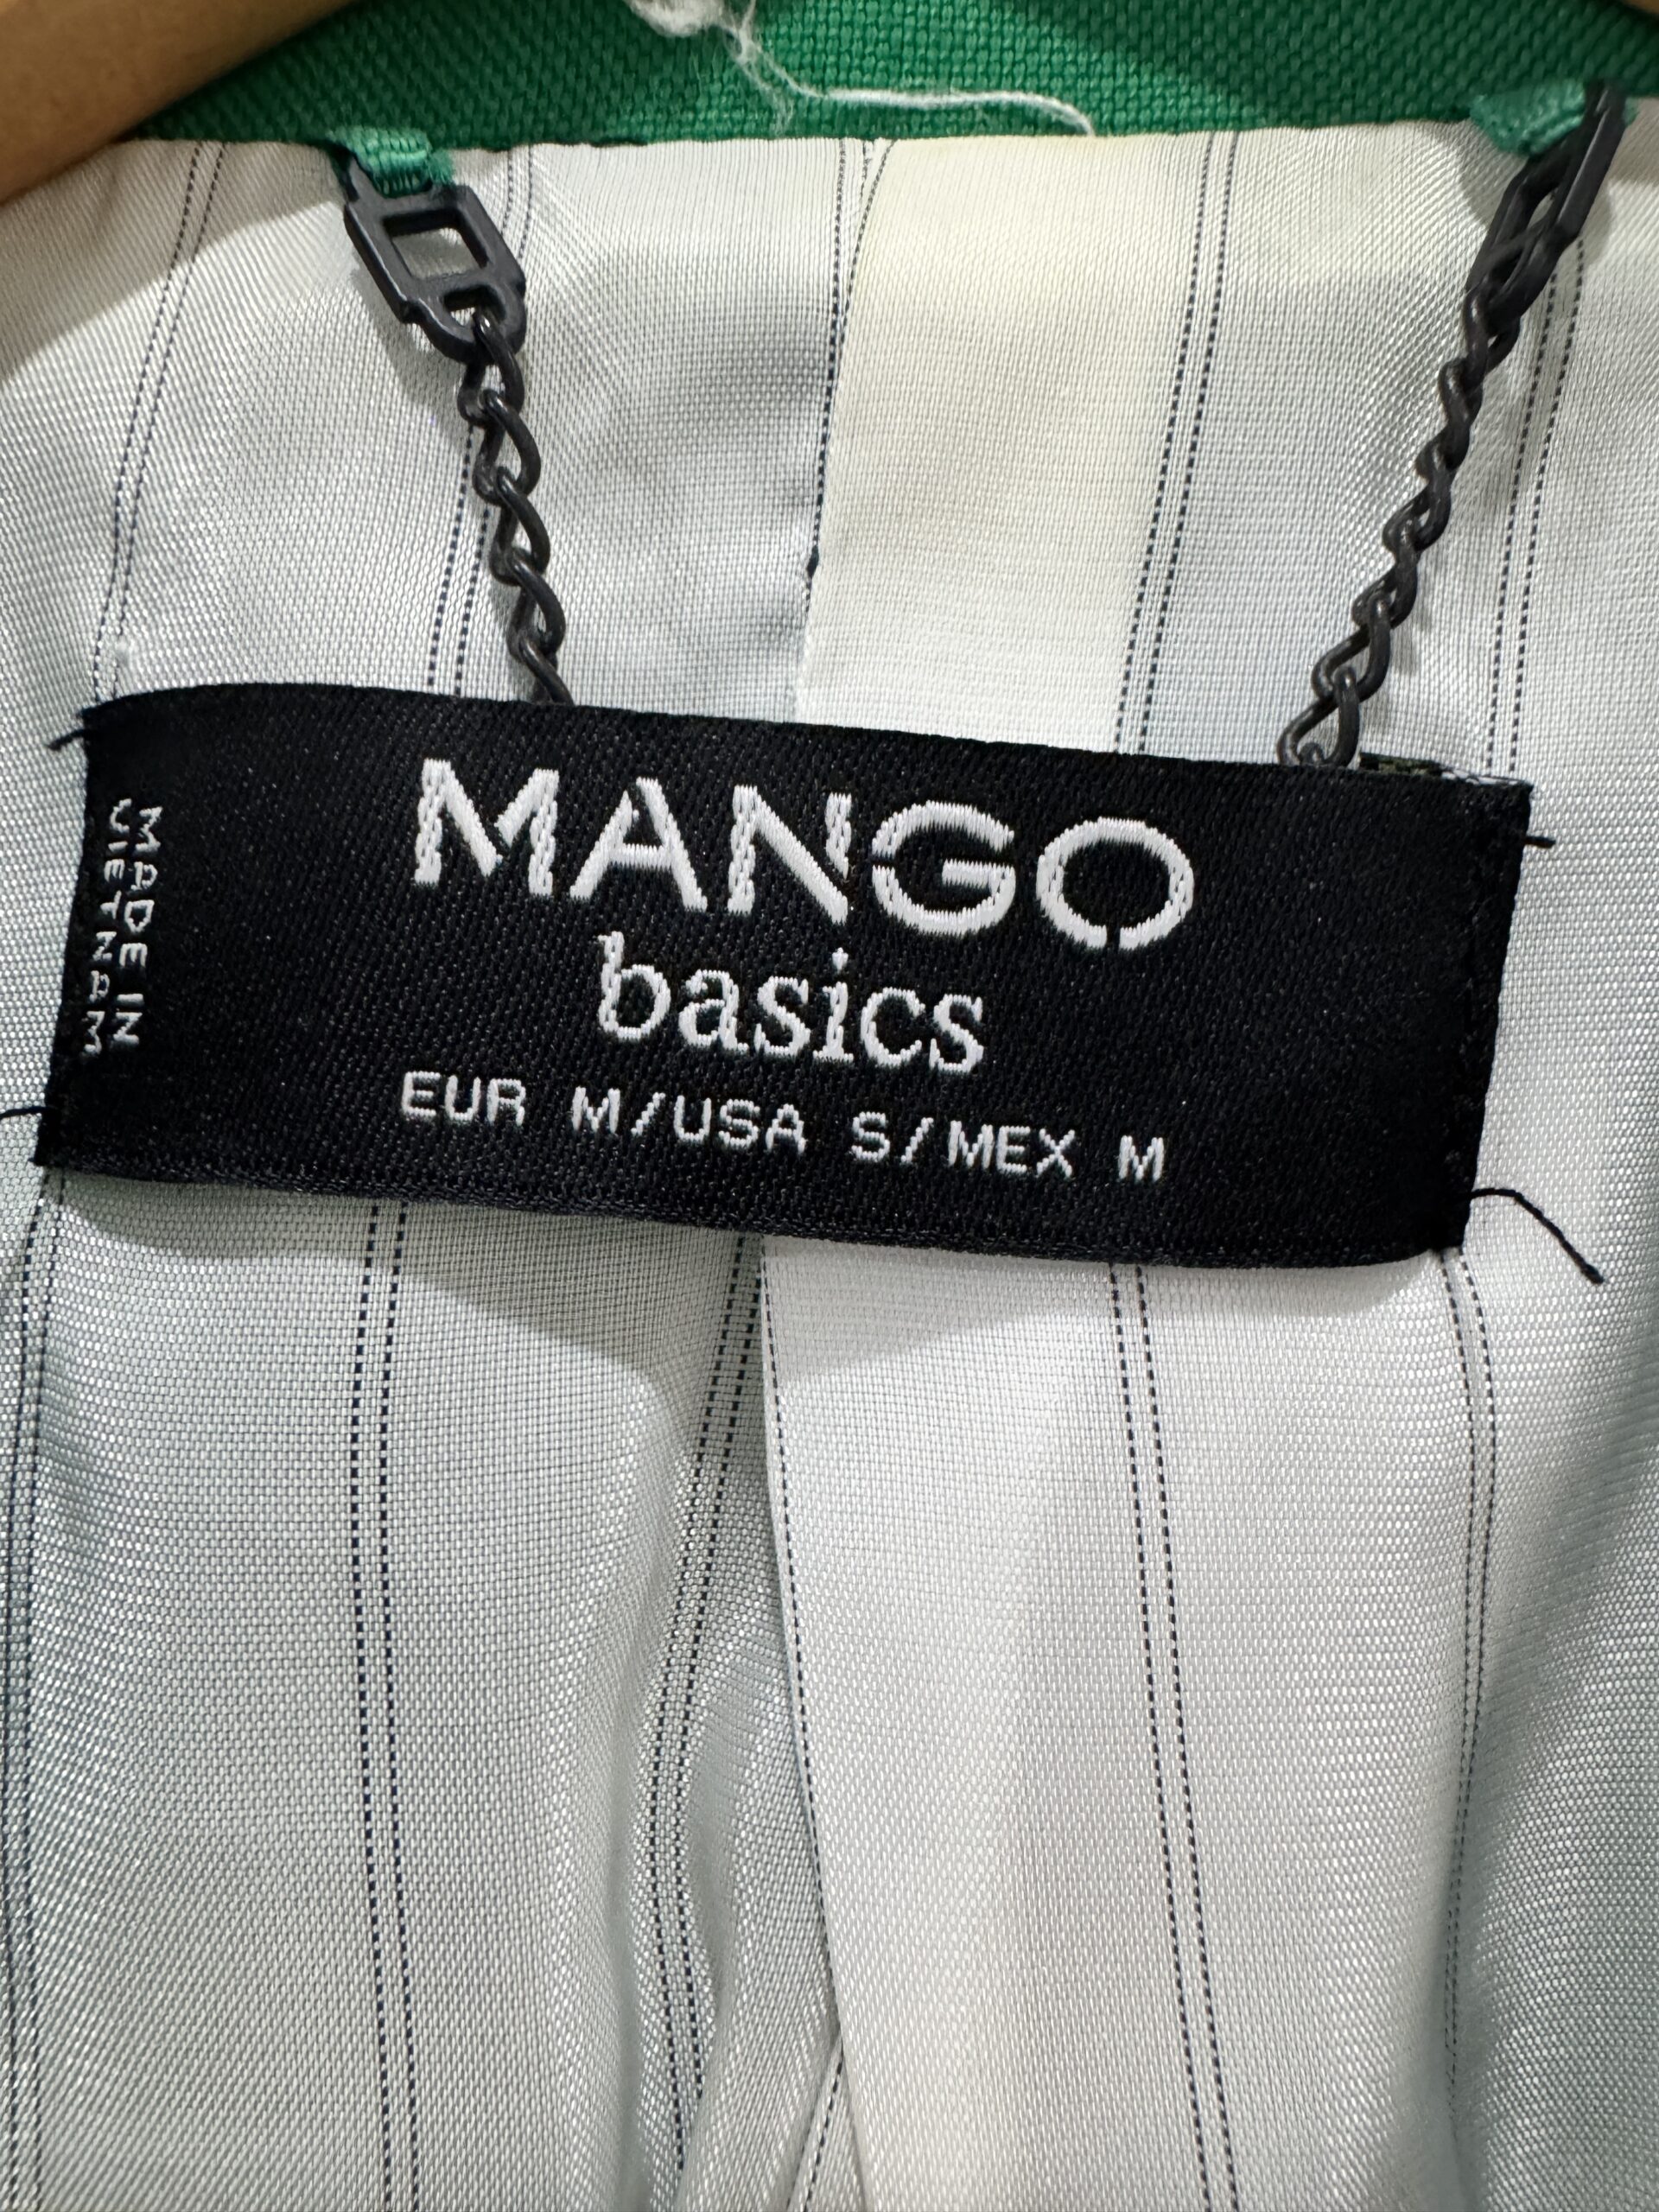 MANGO
basics
EUR M/USA S/MEX M
MADE IN
VIETNAM